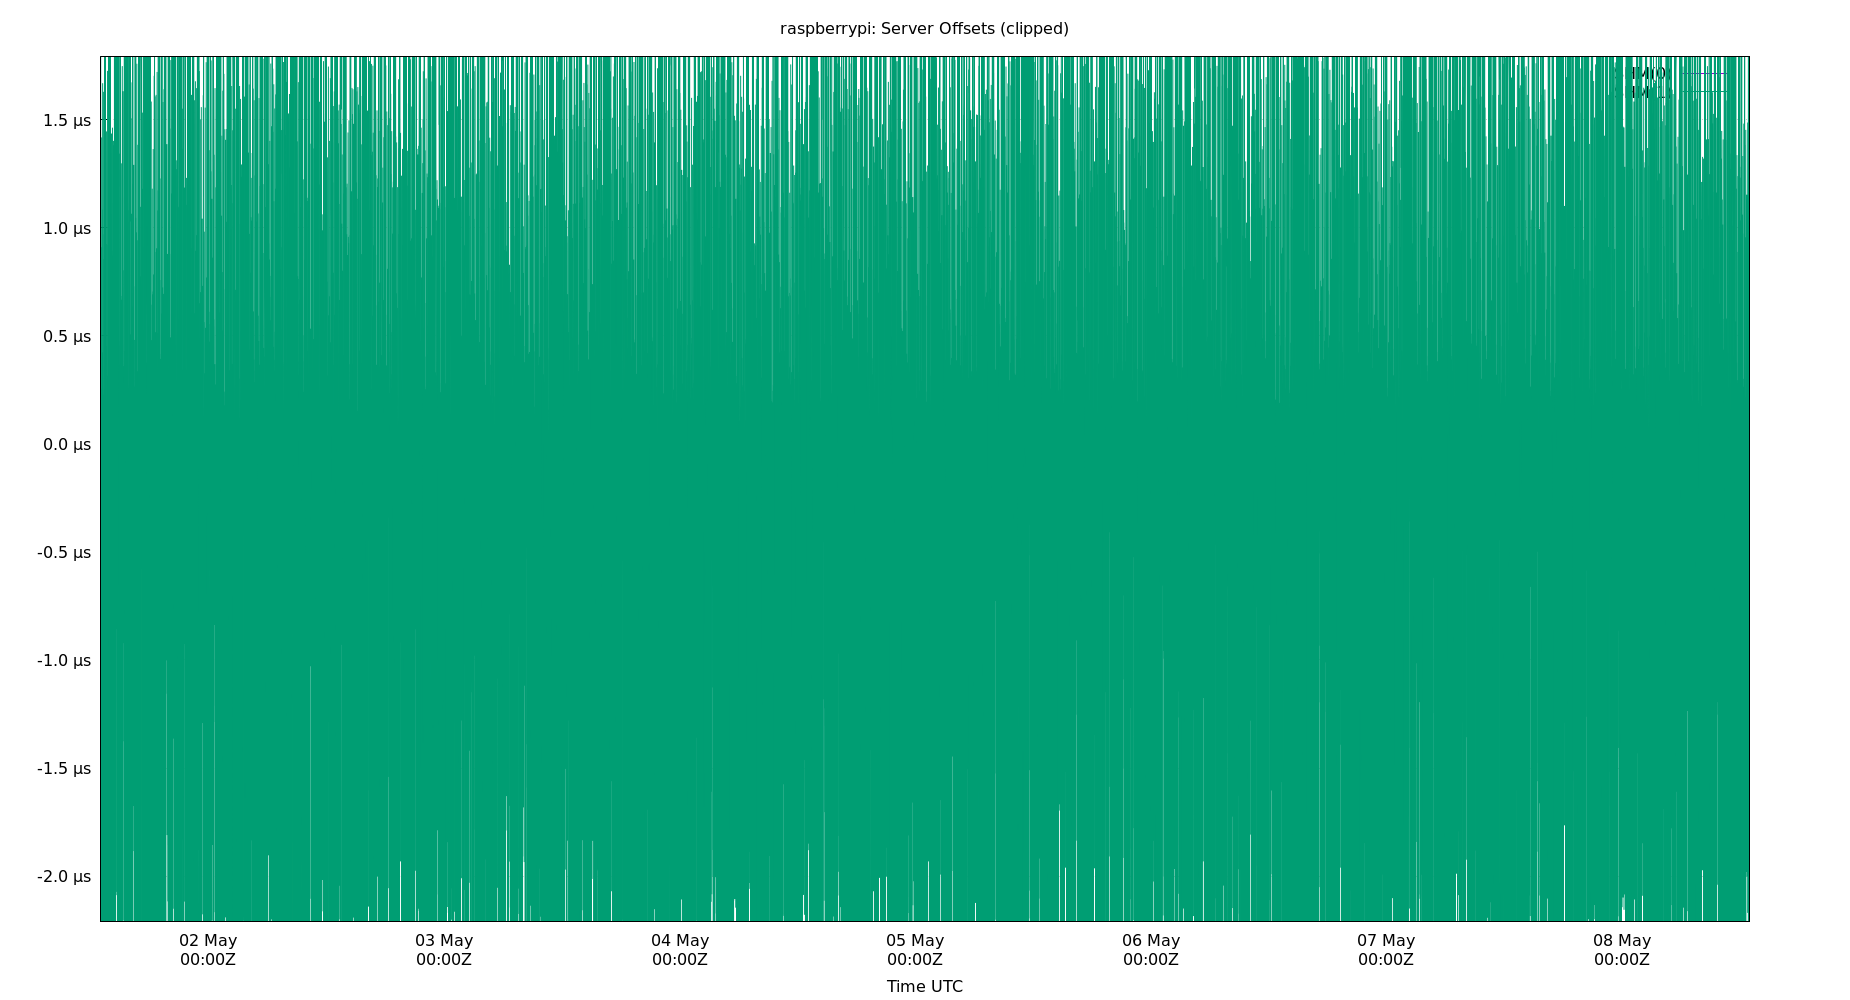 raspberrypi: Server Offsets (clipped)
1.5 µs
1.0 µs
0.5 µs
0.0 µs
-0.5 µs
-1.0 µs
-1.5 µs
-2.0 µs
02 May
00:00Z
03 May
00:00Z
04 May
00:00Z
05 May
00:00Z
06 May
00:00Z
07 May
00:00Z
08 May
00:00Z
Time UTC